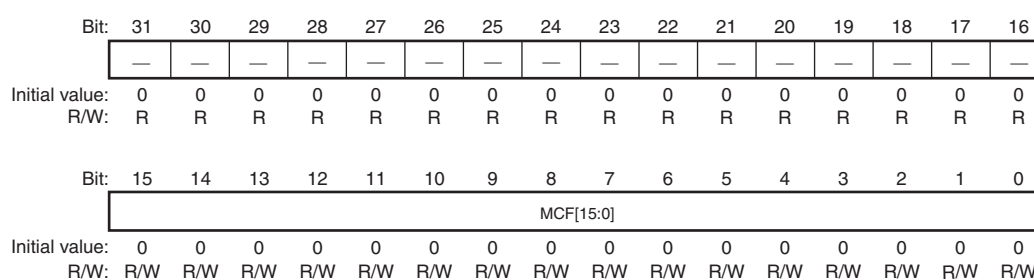 Bit: 31 30 29 28 27 26 25 24 23 22 21 20 19 18 17 16
— — — — — — — — — — — — — — — —
Initial value: 0 0 0 0 0 0 0 0 0 0 0 0 0 0 0 0
R/W: R R R R R R R R R R R R R R R R
Bit: 15 14 13 12 11 10 9 8 7 6 5 4 3 2 1 0
MCF[15:0]
Initial value: 0 0 0 0 0 0 0 0 0 0 0 0 0 0 0 0
R/W: R/W R/W R/W R/W R/W R/W R/W R/W R/W R/W R/W R/W R/W R/W R/W R/W